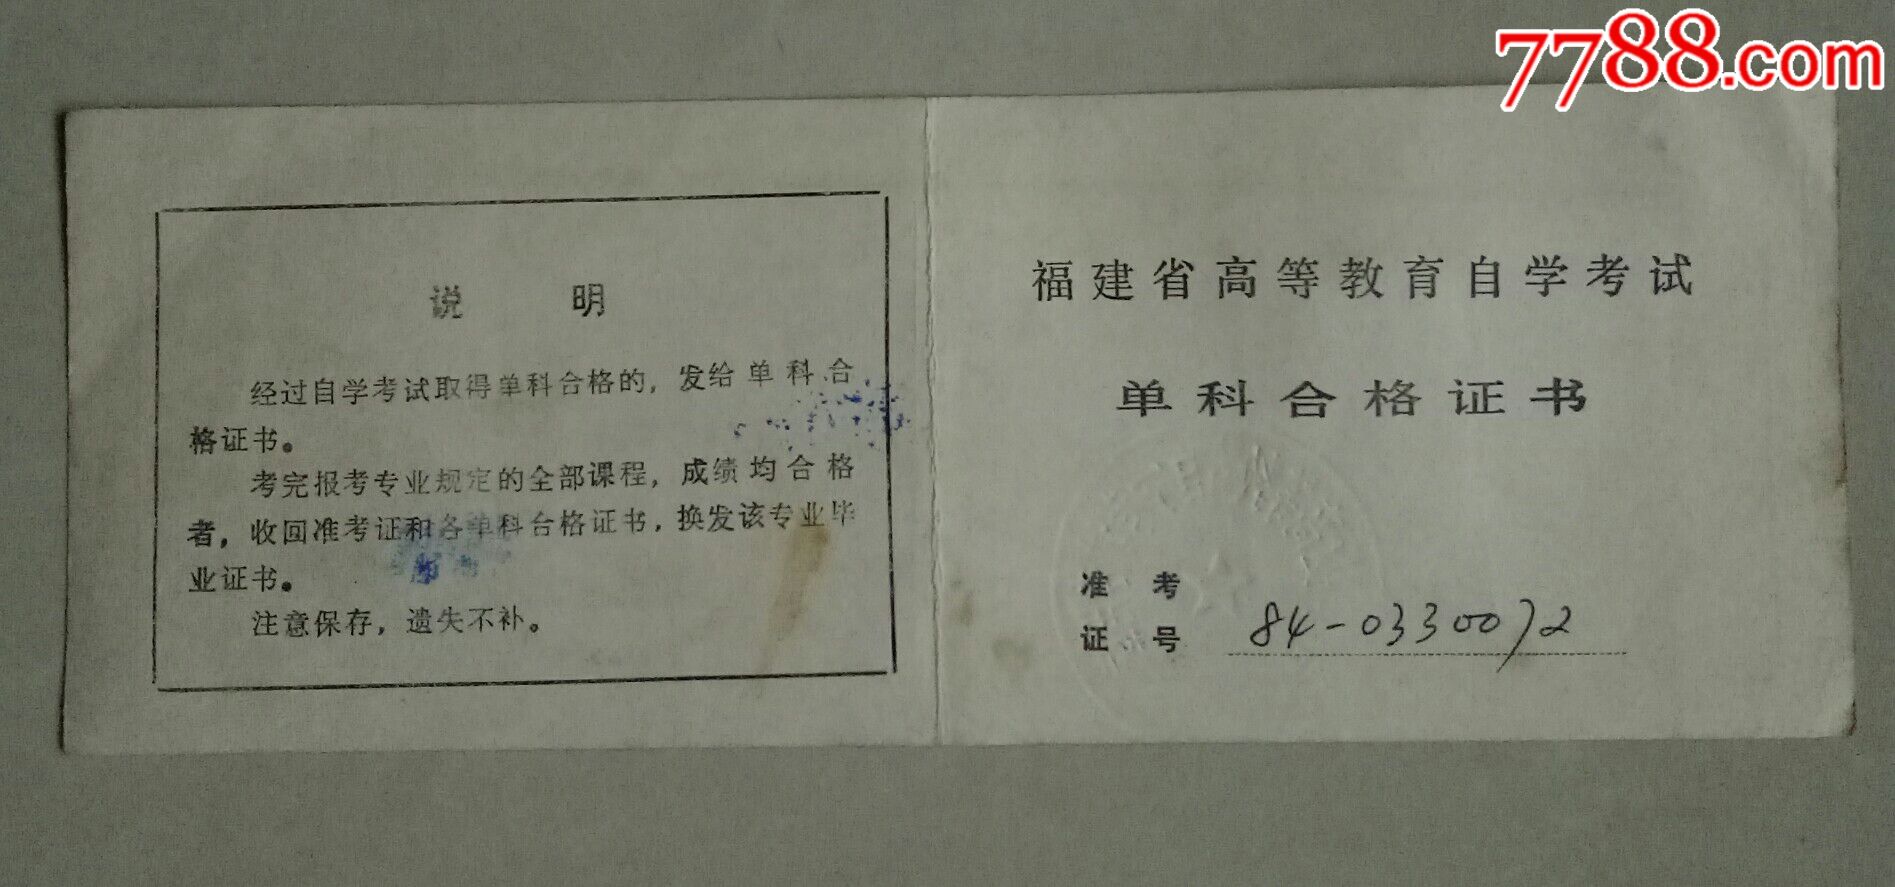 7788.com
说 明
经过自学考试取得单科合格的，发给单科合
格证书。
考完报考专业规定的全部课程，成绩均合格
者，收回准考证和各单科合格证书，换发该专业毕
业证书。
注意保存，遗失不补。
福建省高等教育自学考试
单科合格证书
准考
证号 84-0330072